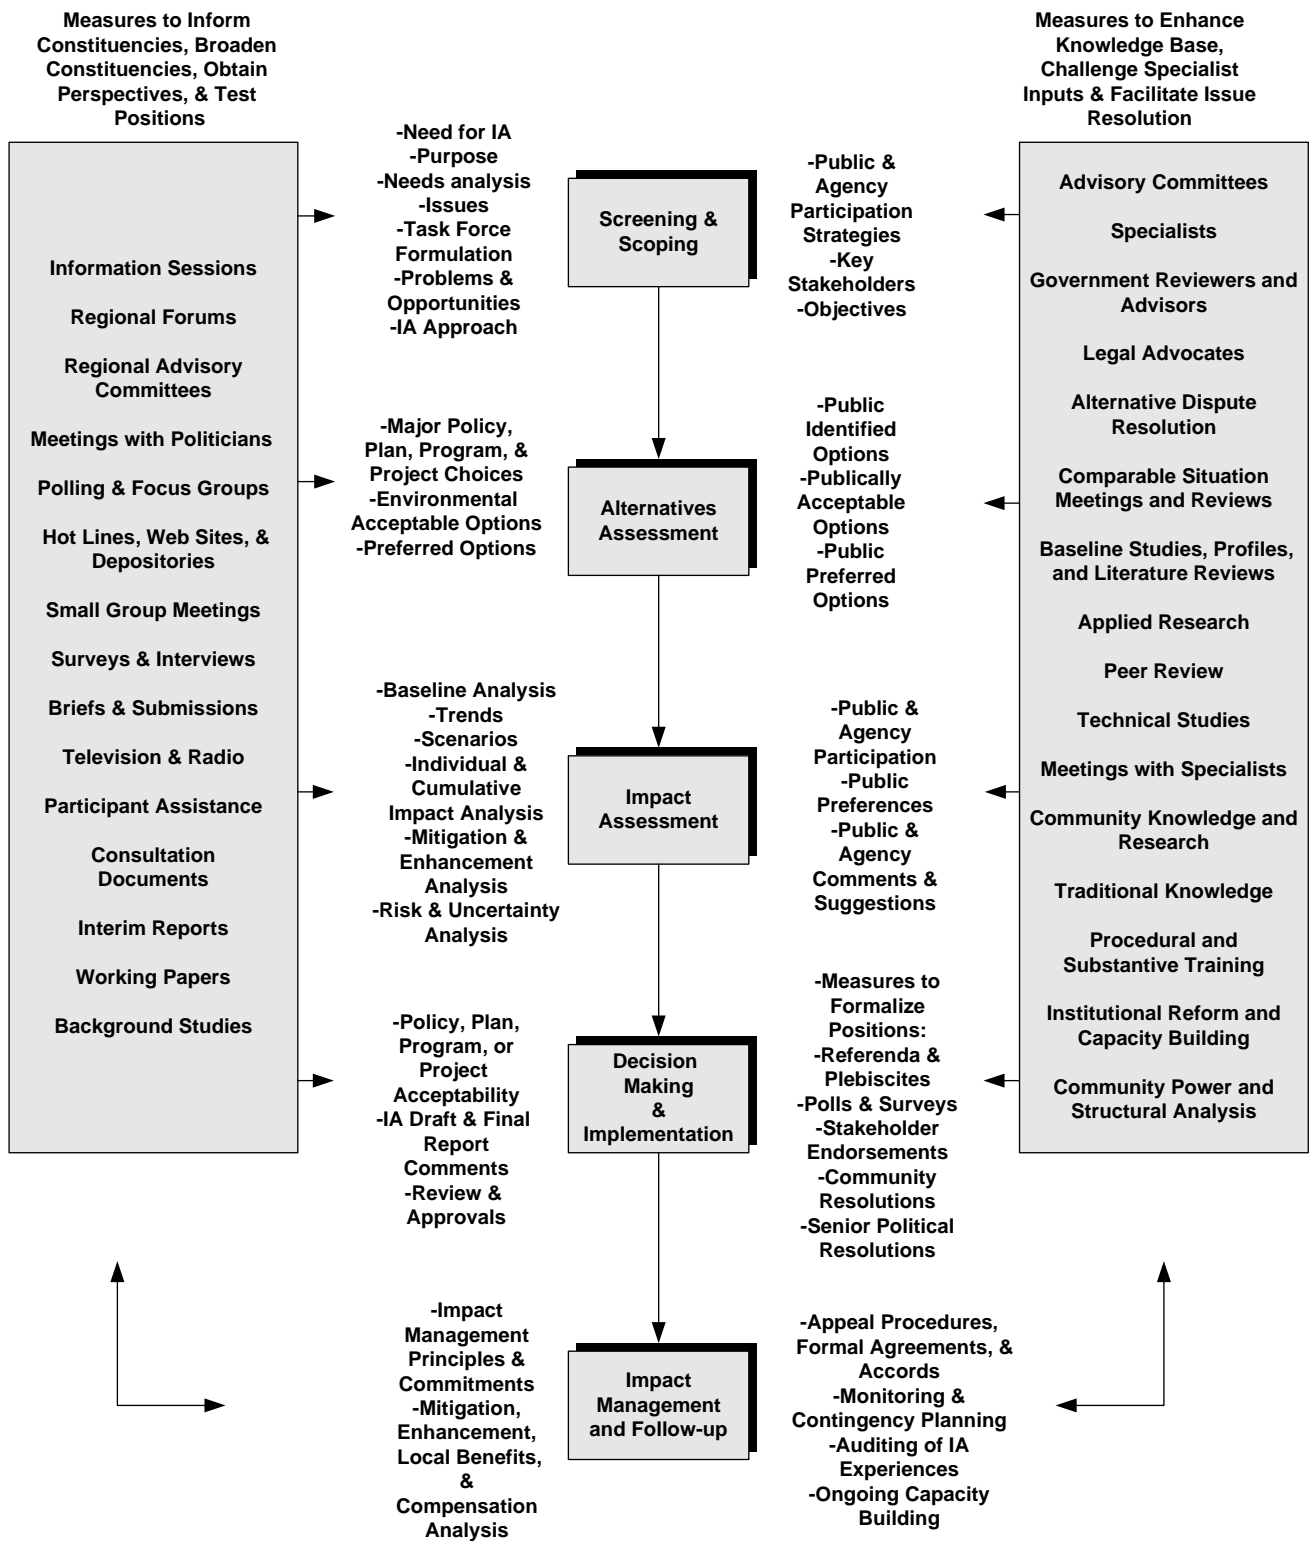 Measures to Inform
Constituencies, Broaden
Constituencies, Obtain
Perspectives, & Test
Positions
Information Sessions
Regional Forums
Regional Advisory
Committees
Meetings with Politicians
Polling & Focus Groups
Hot Lines, Web Sites, &
Depositories
Small Group Meetings
Surveys & Interviews
Briefs & Submissions
Television & Radio
Participant Assistance
Consultation
Documents
Interim Reports
Working Papers
Background Studies
-Need for IA
-Purpose
-Needs analysis
-Issues
-Task Force
Formulation
-Problems &
Opportunities
-IA Approach
Screening &
Scoping
-Public &
Agency
Participation
Strategies
-Key
Stakeholders
-Objectives
-Major Policy,
Plan, Program, &
Project Choices
-Environmental
Acceptable Options
-Preferred Options
Alternatives
Assessment
-Public
Identified
Options
-Publically
Acceptable
Options
-Public
Preferred
Options
-Baseline Analysis
-Trends
-Scenarios
-Individual &
Cumulative
Impact Analysis
-Mitigation &
Enhancement
Analysis
-Risk & Uncertainty
Analysis
Impact
Assessment
-Public &
Agency
Participation
-Public
Preferences
-Public &
Agency
Comments &
Suggestions
-Policy, Plan,
Program, or
Project
Acceptability
-IA Draft & Final
Report
Comments
-Review &
Approvals
Decision
Making
&
Implementation
-Measures to
Formalize
Positions:
-Referenda &
Plebiscites
-Polls & Surveys
-Stakeholder
Endorsements
-Community
Resolutions
-Senior Political
Resolutions
-Impact
Management
Principles &
Commitments
-Mitigation,
Enhancement,
Local Benefits,
&
Compensation
Analysis
Impact
Management
and Follow-up
-Appeal Procedures,
Formal Agreements, &
Accords
-Monitoring &
Contingency Planning
-Auditing of IA
Experiences
-Ongoing Capacity
Building
Measures to Enhance
Knowledge Base,
Challenge Specialist
Inputs & Facilitate Issue
Resolution
Advisory Committees
Specialists
Government Reviewers and
Advisors
Legal Advocates
Alternative Dispute
Resolution
Comparable Situation
Meetings and Reviews
Baseline Studies, Profiles,
and Literature Reviews
Applied Research
Peer Review
Technical Studies
Meetings with Specialists
Community Knowledge and
Research
Traditional Knowledge
Procedural and
Substantive Training
Institutional Reform and
Capacity Building
Community Power and
Structural Analysis